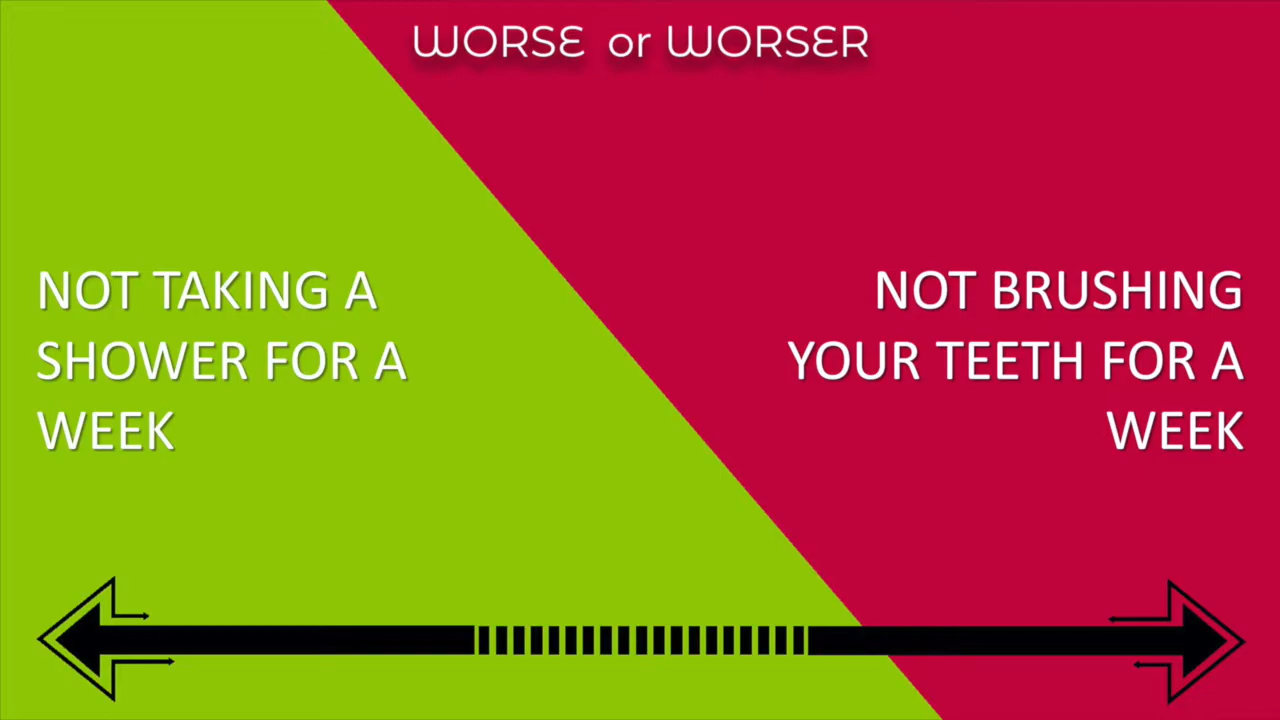 WORSE or WORSER
NOT TAKING A
SHOWER FOR A
WEEK
NOT BRUSHING
YOUR TEETH FOR A
WEEK